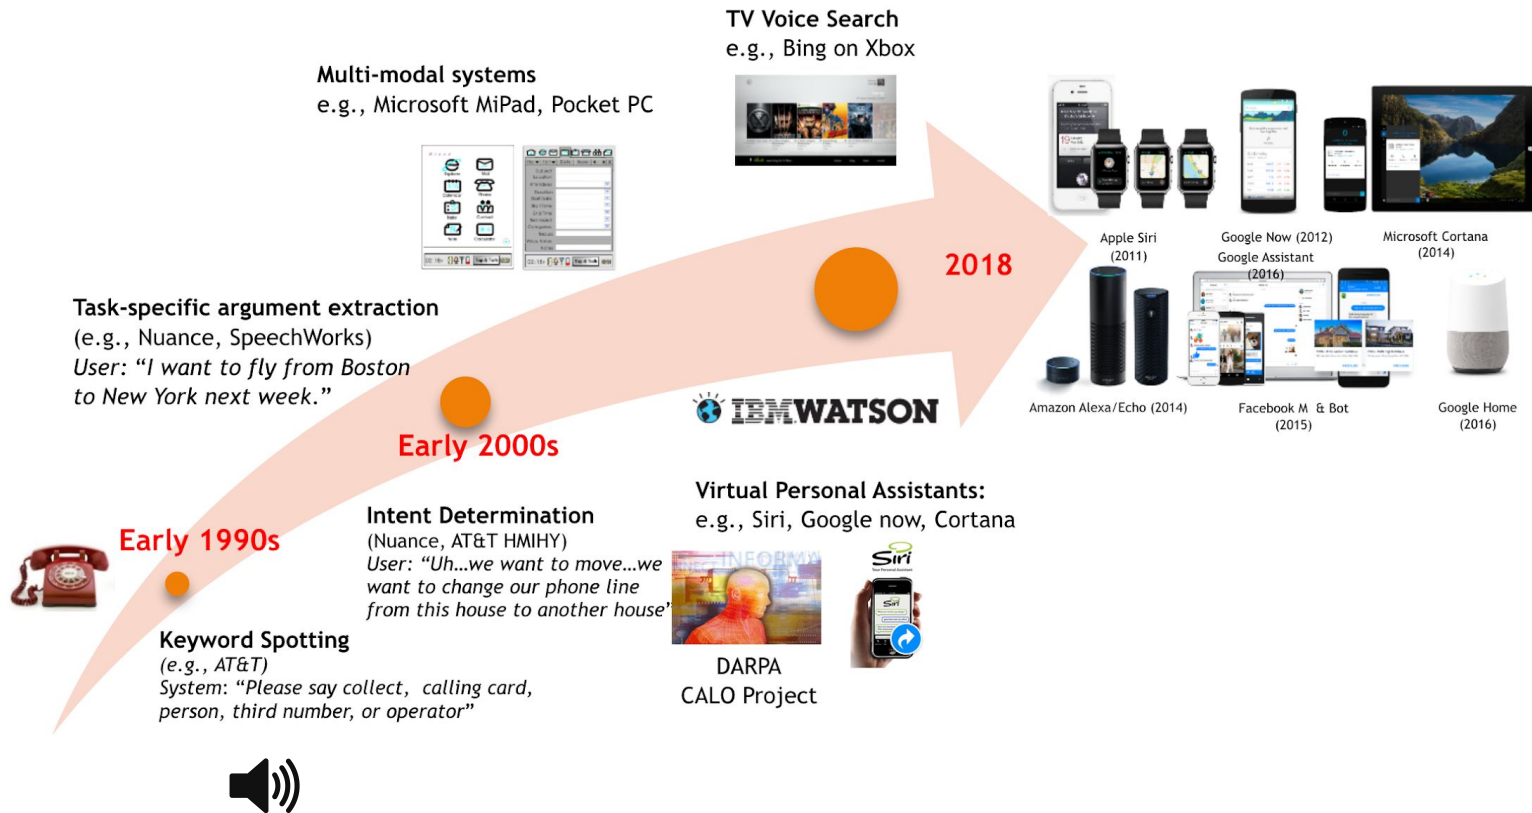 TV Voice Search
e.g., Bing on Xbox
Multi-modal systems
e.g., Microsoft MiPad, Pocket PC
Task-specific argument extraction
(e.g., Nuance, SpeechWorks)
User: “I want to fly from Boston
to New York next week.”
2018
Apple Siri
(2011)
Google Now (2012)
Google Assistant
(2016)
Microsoft Cortana
(2014)
Amazon Alexa/Echo (2014)
Facebook M & Bot
(2015)
Google Home
(2016)
IBM WATSON
Early 2000s
Early 1990s
Intent Determination
(Nuance, AT&T HMIHY)
User: “Uh…we want to move…we
want to change our phone line
from this house to another house”
Virtual Personal Assistants:
e.g., Siri, Google now, Cortana
INFORMA
Siri
Your Personal Assistant
Siri
DARPA
CALO Project
Keyword Spotting
(e.g., AT&T)
System: “Please say collect, calling card,
person, third number, or operator”